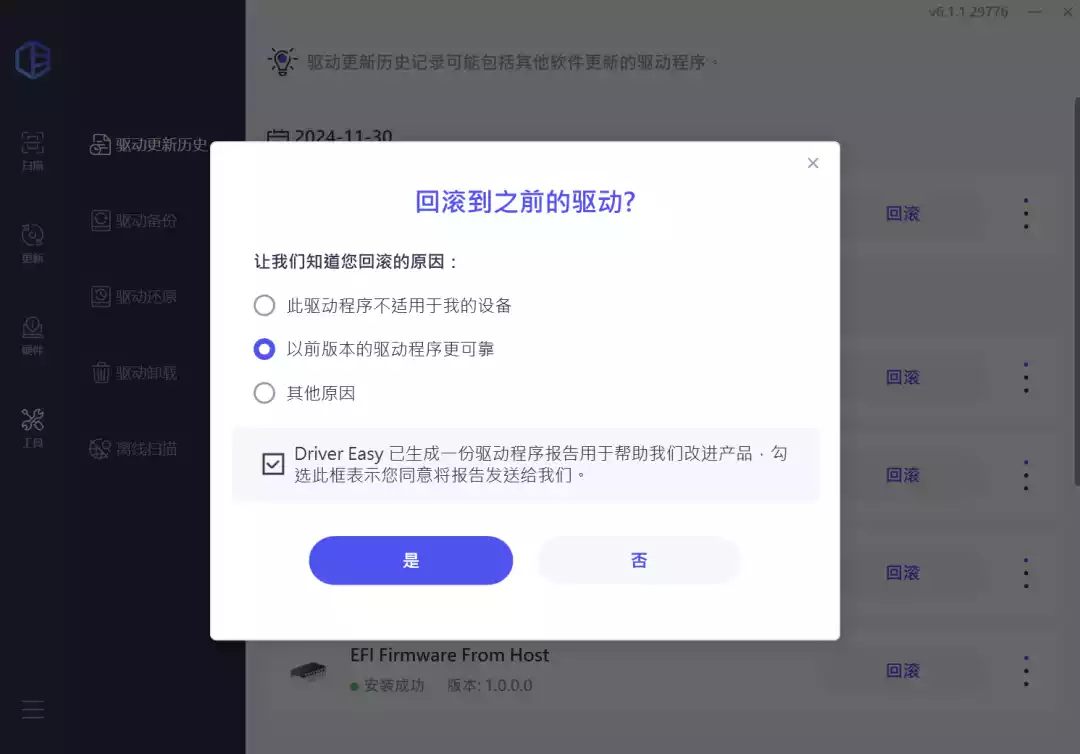 v6.1.1.29776
驱动更新历史记录可能包括其他软件更新的驱动程序。
扫描
更新
硬件
工具
驱动更新历史
驱动备份
驱动还原
驱动卸载
离线扫描
2024-11-30
回滚到之前的驱动?
让我们知道您回滚的原因：
此驱动程序不适用于我的设备
以前版本的驱动程序更可靠
其他原因
Driver Easy 已生成一份驱动程序报告用于帮助我们改进产品，勾
选此框表示您同意将报告发送给我们。
是
否
回滚
回滚
回滚
回滚
EFI Firmware From Host
安装成功 版本: 1.0.0.0
回滚